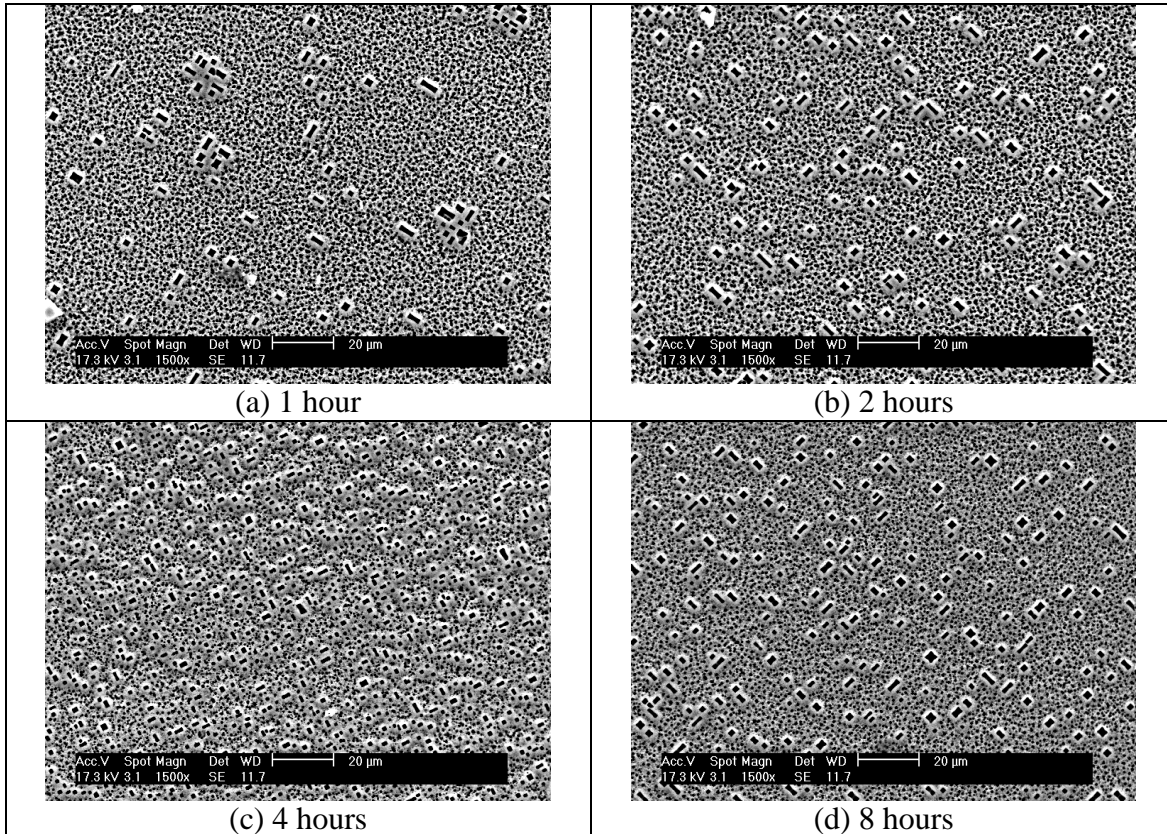 Acc.V Spot Magn Det WD 20 µm
17.3 kV 3.1 1500x SE 11.7
(a) 1 hour
Acc.V Spot Magn Det WD 20 µm
17.3 kV 3.1 1500x SE 11.7
(b) 2 hours
Acc.V Spot Magn Det WD 20 µm
17.3 kV 3.1 1500x SE 11.7
(c) 4 hours
Acc.V Spot Magn Det WD 20 µm
17.3 kV 3.1 1500x SE 11.7
(d) 8 hours